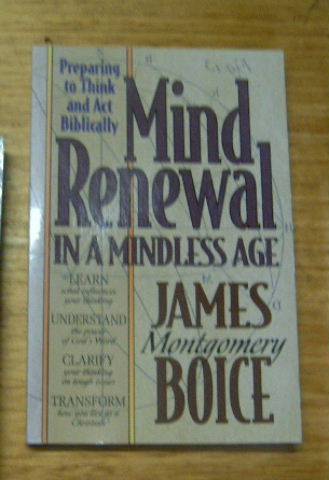 Preparing
to Think
and Act
Biblically
Mind
Renewal
IN A MINDLESS AGE
LEARN
what influences
your thinking
UNDERSTAND
the power
of God's Word
CLARIFY
your thinking
on tough issues
TRANSFORM
how you live as a
Christian
JAMES
Montgomery
BOICE